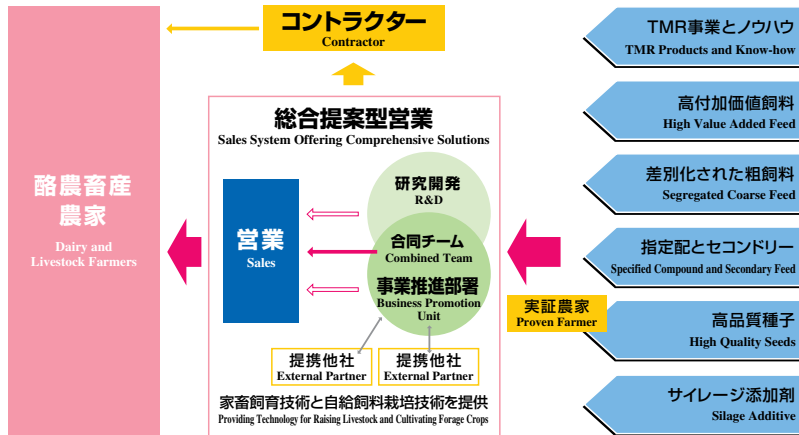 コントラクター
Contractor
酪農畜産
農家
Dairy and
Livestock Farmers
総合提案型営業
Sales System Offering Comprehensive Solutions
営業
Sales
研究開発
R&D
合同チーム
Combined Team
事業推進部署
Business Promotion
Unit
提携他社
External Partner
提携他社
External Partner
家畜飼育技術と自給飼料栽培技術を提供
Providing Technology for Raising Livestock and Cultivating Forage Crops
実証農家
Proven Farmer
TMR事業とノウハウ
TMR Products and Know-how
高付加価値飼料
High Value Added Feed
差別化された粗飼料
Segregated Coarse Feed
指定配とセコンドリー
Specified Compound and Secondary Feed
高品質種子
High Quality Seeds
サイレージ添加剤
Silage Additive